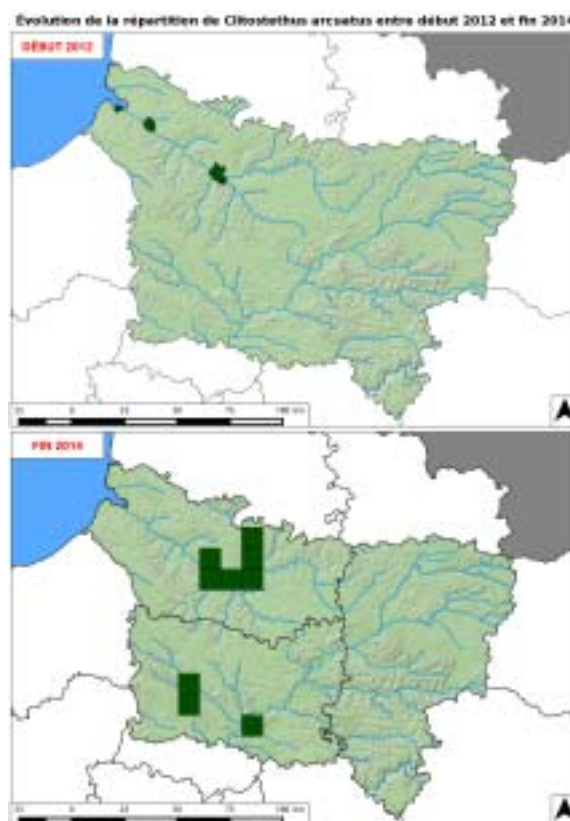 Évolution de la répartition de Clitostethus arcuatus entre début 2012 et fin 2014
DÉBUT 2012
FIN 2014